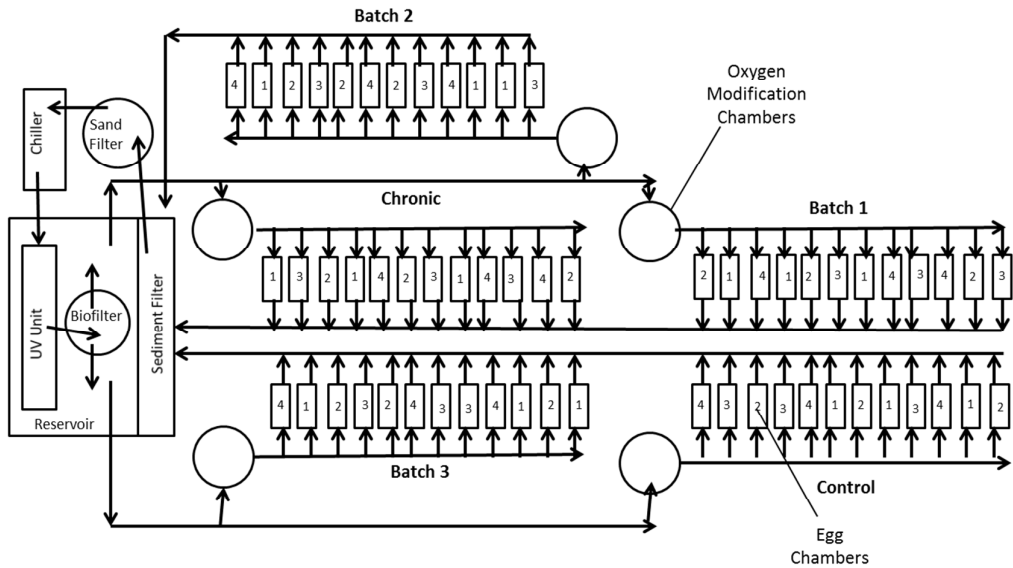 Batch 2
4 1 2 3 2 4 2 3 4 1 1 3
Oxygen
Modification
Chambers
Chiller
Sand
Filter
Chronic
Batch 1
1 3 2 1 4 2 3 1 4 3 4 2
2 1 4 1 2 3 1 4 3 4 2 3
UV Unit
Biofilter
Sediment Filter
Reservoir
4 1 2 3 2 4 3 3 4 1 2 1
4 3 2 3 4 1 2 1 3 4 1 2
Batch 3
Control
Egg
Chambers